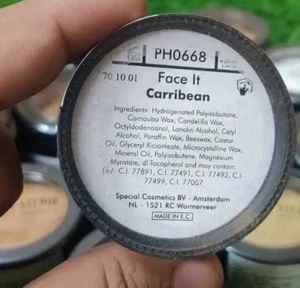 PH0668
7C 10 01
Face It
Carribean
Ingredients: Hydrogenated Polyisobutane,
Carnauba Wax, Candelilla Wax,
Octyldodecanol, Lanolin Alcohol, Cetyl
Alcohol, Paraffin Wax, Beeswax, Castor
Oil, Glyceryl Ricinoleate, Microcrystalline Wax,
Mineral Oil, Polyisobutene, Magnesium
Myristate, dl-Tocopherol and may contain:
(+/- C.I. 77891, C.I. 77491, C.I. 77492, C.I.
77499, C.I. 77007
Special Cosmetics BV - Amsterdam
NL - 1521 RC Wormerveer
MADE IN E.C.